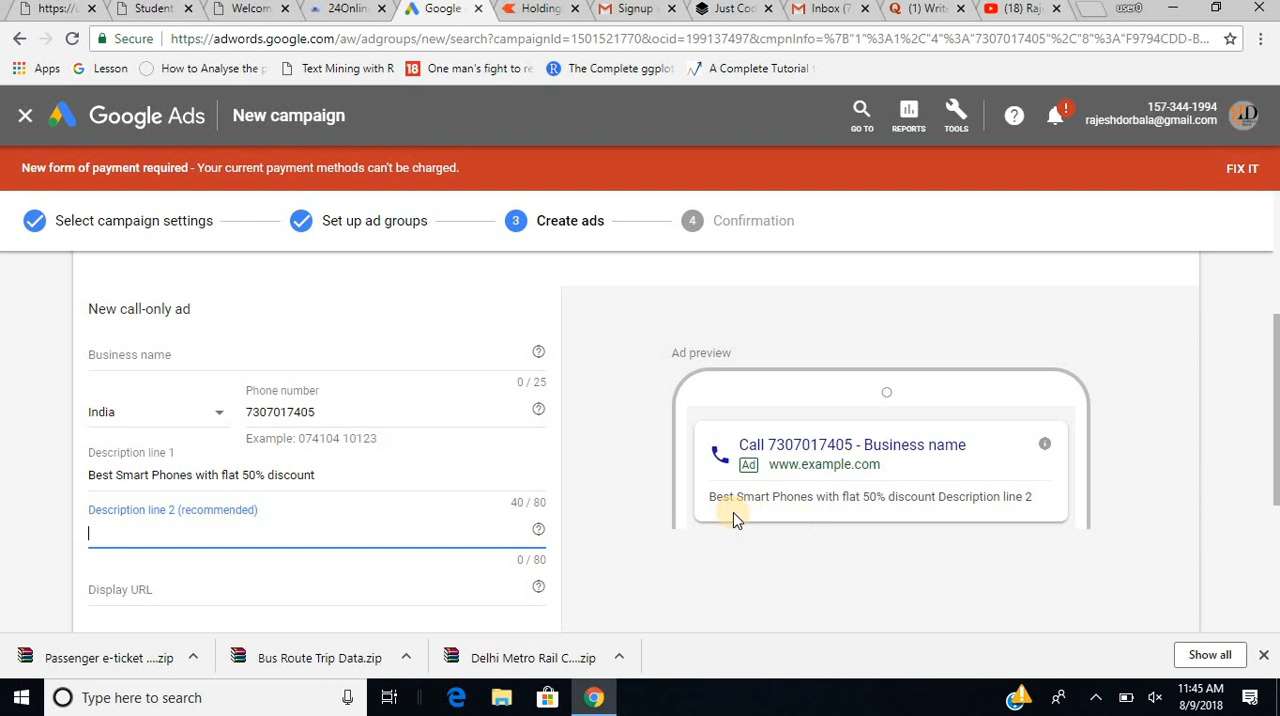 https://u
Student
Welcom
24Online
Google
Holding
Signup
Just Co
Inbox (7
(1) Writ
(18) Raj
user0
Secure
https://adwords.google.com/aw/adgroups/new/search?campaignId=1501521770&ocid=199137497&cmpnInfo=%7B"1%3A1%2C"4%3A"7307017405"%2C"8"%3A"F9794CDD-B...
Apps
Lesson
How to Analyse the p
Text Mining with R
18 One man's fight to re
The Complete ggplot
A Complete Tutorial
Google Ads
New campaign
GO TO
REPORTS
TOOLS
157-344-1994
rajeshdorbala@gmail.com
New form of payment required - Your current payment methods can't be charged.
FIX IT
Select campaign settings
Set up ad groups
3 Create ads
4 Confirmation
New call-only ad
Business name
0 / 25
Phone number
India
7307017405
Example: 074104 10123
Description line 1
Best Smart Phones with flat 50% discount
40 / 80
Description line 2 (recommended)
0 / 80
Display URL
Ad preview
Call 7307017405 - Business name
Ad www.example.com
Best Smart Phones with flat 50% discount Description line 2
Passenger e-ticket ....zip
Bus Route Trip Data.zip
Delhi Metro Rail C....zip
Show all
Type here to search
11:45 AM
8/9/2018